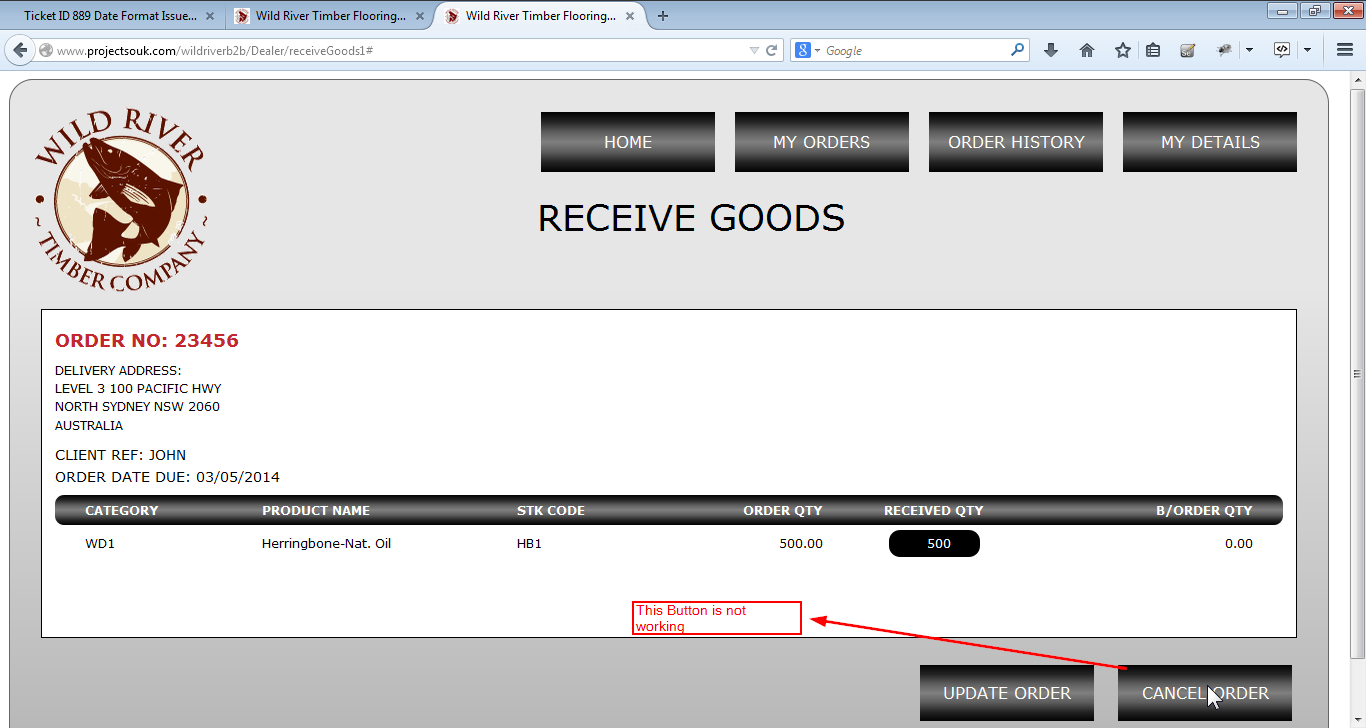 Ticket ID 889 Date Format Issue...
Wild River Timber Flooring...
Wild River Timber Flooring...
www.projectsouk.com/wildriverb2b/Dealer/receiveGoods1#
Google
WILD RIVER
TIMBER COMPANY
HOME
MY ORDERS
ORDER HISTORY
MY DETAILS
RECEIVE GOODS
ORDER NO: 23456
DELIVERY ADDRESS:
LEVEL 3 100 PACIFIC HWY
NORTH SYDNEY NSW 2060
AUSTRALIA
CLIENT REF: JOHN
ORDER DATE DUE: 03/05/2014
CATEGORY PRODUCT NAME STK CODE ORDER QTY RECEIVED QTY B/ORDER QTY
WD1 Herringbone-Nat. Oil HB1 500.00 500 0.00
This Button is not
working
UPDATE ORDER
CANCEL ORDER